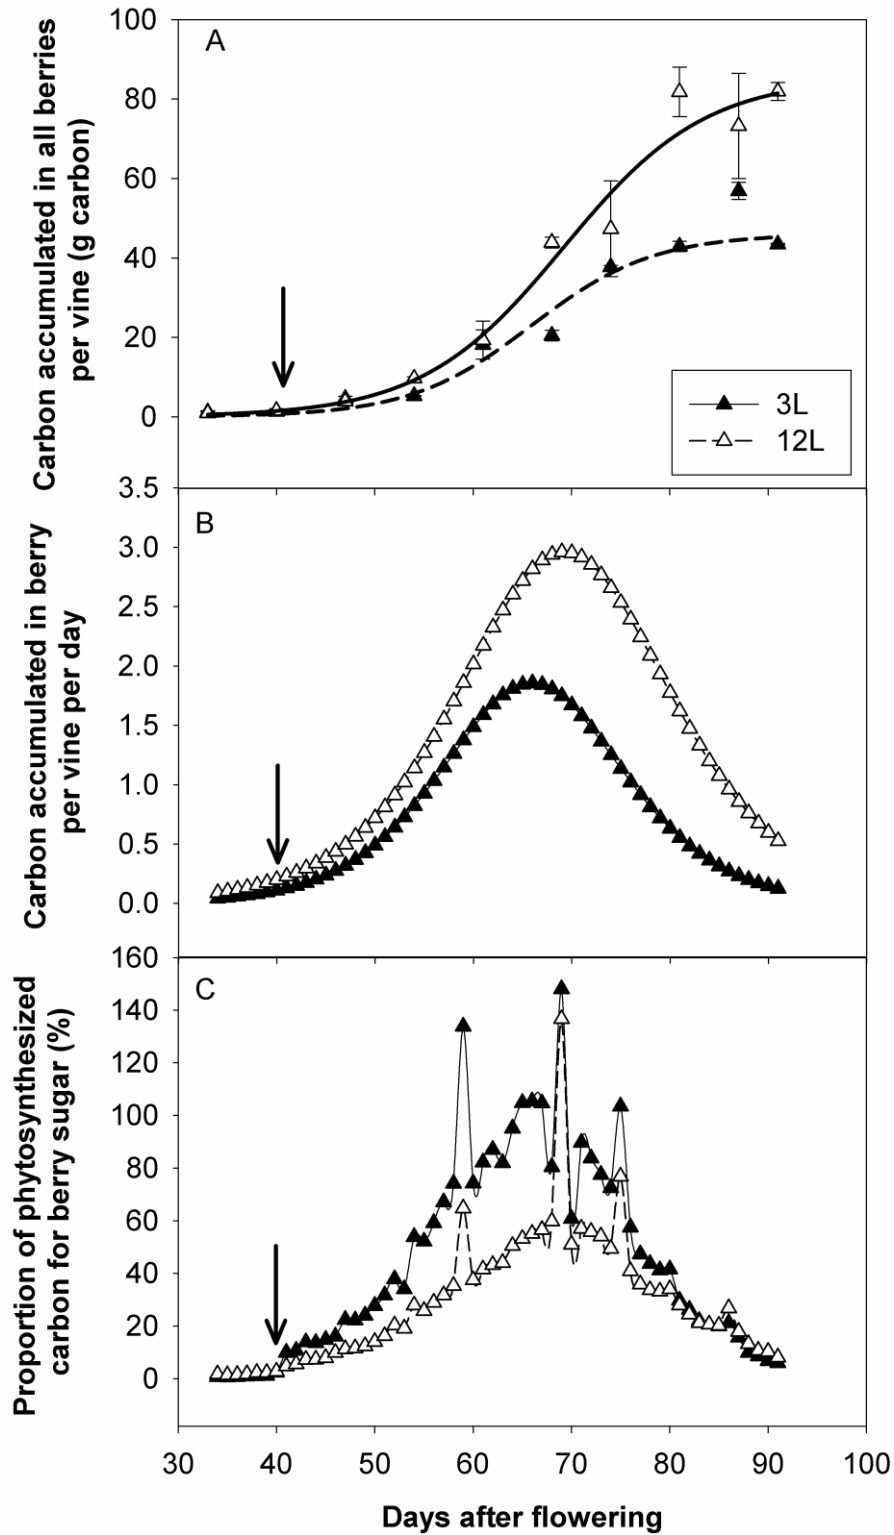 Carbon accumulated in all berries
per vine (g carbon)
A
100
80
60
40
20
0
3L
12L
Carbon accumulated in berry
per vine per day
B
3.5
3.0
2.5
2.0
1.5
1.0
0.5
0.0
Proportion of phytosynthesized
carbon for berry sugar (%)
C
160
140
120
100
80
60
40
20
0
30 40 50 60 70 80 90 100
Days after flowering